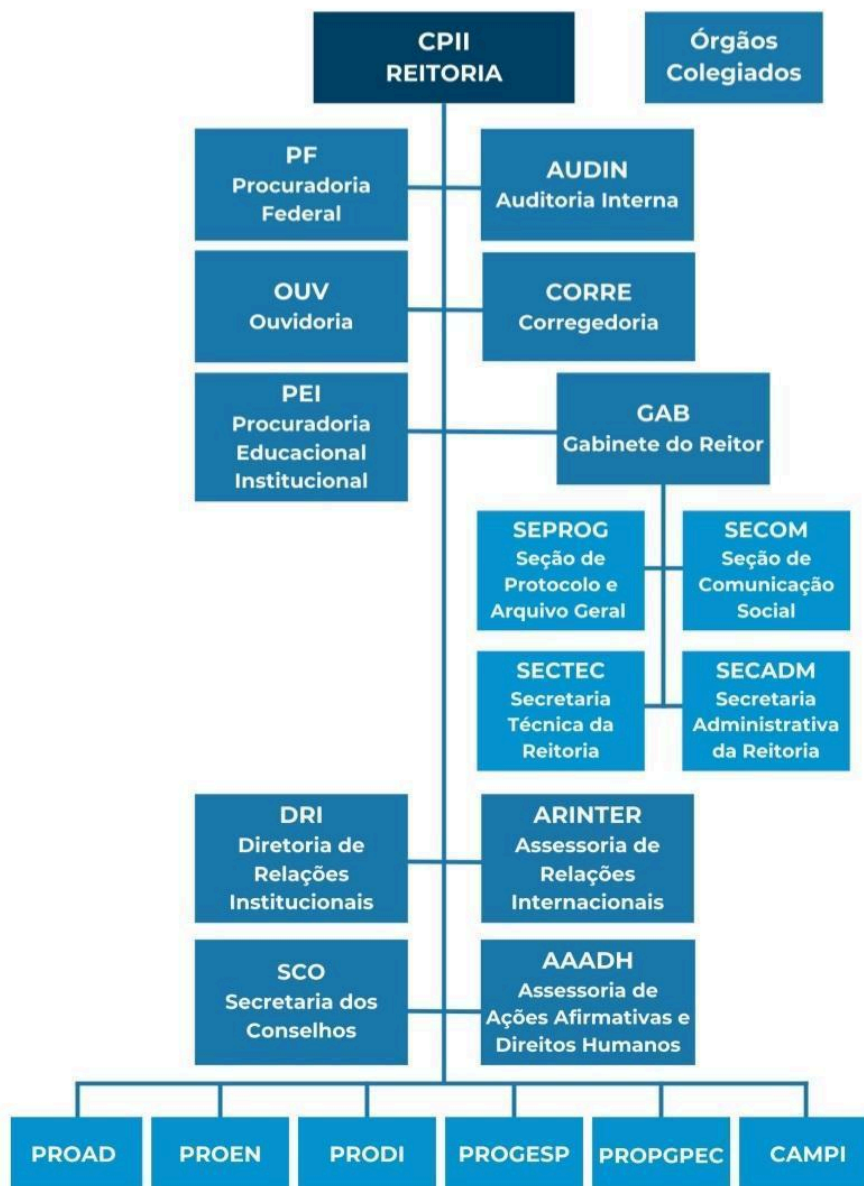 CPII
REITORIA
Órgãos
Colegiados
PF
Procuradoria
Federal
AUDIN
Auditoria Interna
OUV
Ouvidoria
CORRE
Corregedoria
PEI
Procuradoria
Educacional
Institucional
GAB
Gabinete do Reitor
SEPROG
Seção de
Protocolo e
Arquivo Geral
SECOM
Seção de
Comunicação
Social
SECTEC
Secretaria
Técnica da
Reitoria
SECADM
Secretaria
Administrativa
da Reitoria
DRI
Diretoria de
Relações
Institucionais
ARINTER
Assessoria de
Relações
Internacionais
SCO
Secretaria dos
Conselhos
AAADH
Assessoria de
Ações Afirmativas e
Direitos Humanos
PROAD
PROEN
PRODI
PROGESP
PROPGPEC
CAMPI